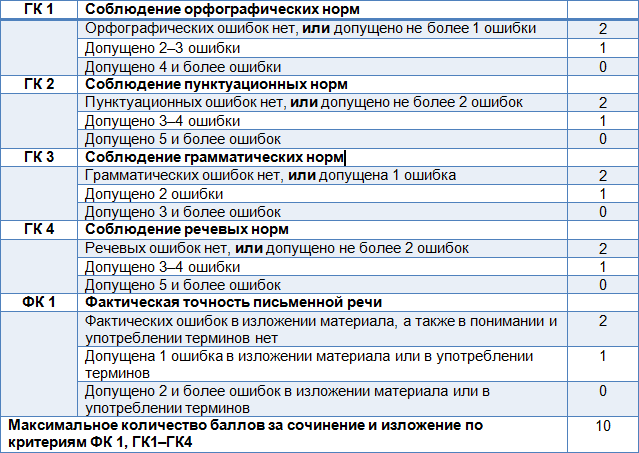 ГК 1 Соблюдение орфографических норм
Орфографических ошибок нет, или допущено не более 1 ошибки 2
Допущено 2–3 ошибки 1
Допущено 4 и более ошибки 0
ГК 2 Соблюдение пунктуационных норм
Пунктуационных ошибок нет, или допущено не более 2 ошибок 2
Допущено 3–4 ошибки 1
Допущено 5 и более ошибок 0
ГК 3 Соблюдение грамматических норм
Грамматических ошибок нет, или допущена 1 ошибка 2
Допущено 2 ошибки 1
Допущено 3 и более ошибок 0
ГК 4 Соблюдение речевых норм
Речевых ошибок нет, или допущено не более 2 ошибок 2
Допущено 3–4 ошибки 1
Допущено 5 и более ошибок 0
ФК 1 Фактическая точность письменной речи
Фактических ошибок в изложении материала, а также в понимании и 2
употреблении терминов нет
Допущена 1 ошибка в изложении материала или в употреблении 1
терминов
Допущено 2 и более ошибок в изложении материала или в 0
употреблении терминов
Максимальное количество баллов за сочинение и изложение по 10
критериям ФК 1, ГК1–ГК4